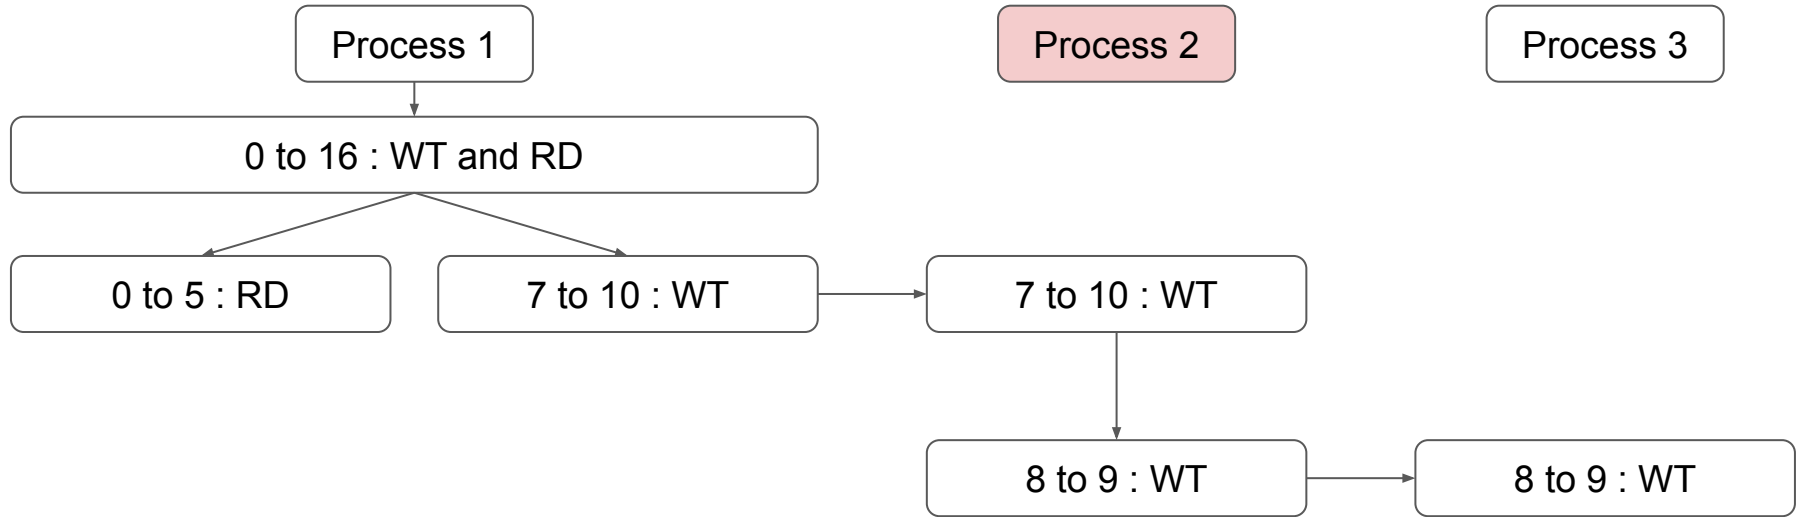 Process 1
Process 2
Process 3
0 to 16 : WT and RD
0 to 5 : RD
7 to 10 : WT
7 to 10 : WT
8 to 9 : WT
8 to 9 : WT